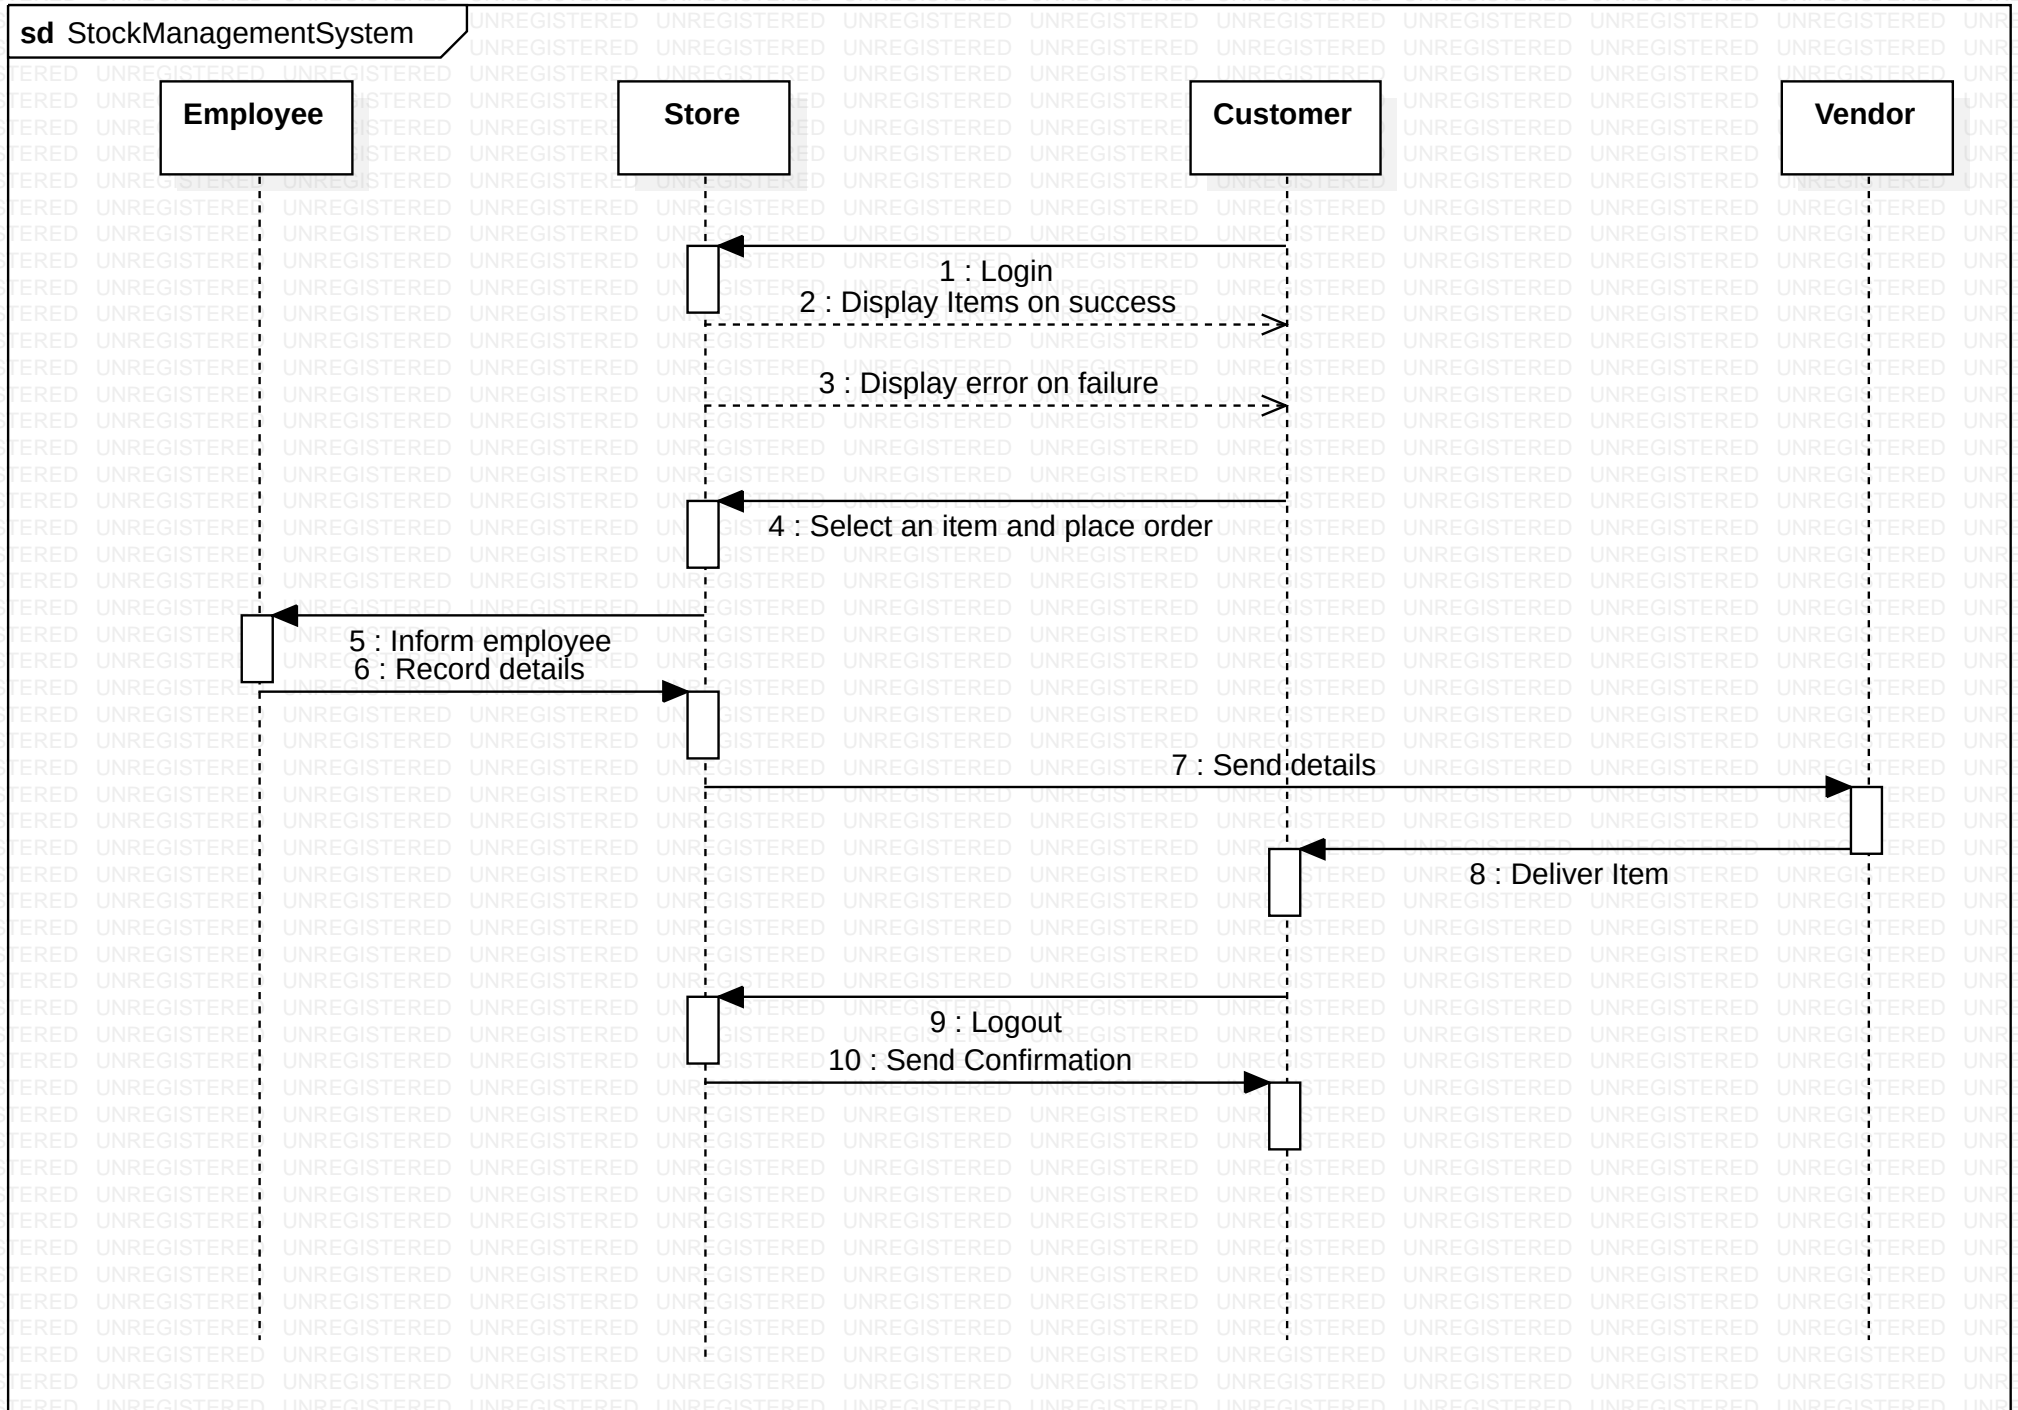 sd StockManagementSystem
Employee
Store
Customer
Vendor
1 : Login
2 : Display Items on success
3 : Display error on failure
4 : Select an item and place order
5 : Inform employee
6 : Record details
7 : Send details
8 : Deliver Item
9 : Logout
10 : Send Confirmation
UNREGISTERED